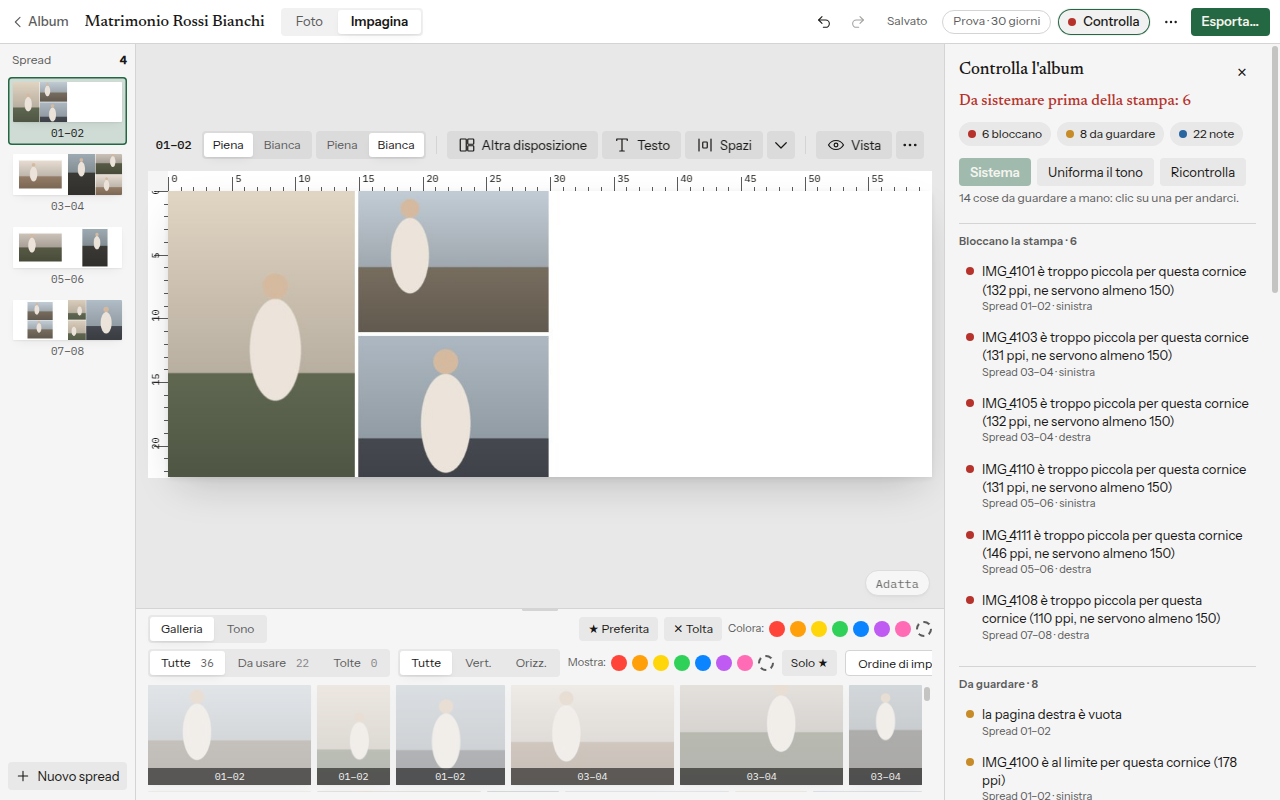 Album
Matrimonio Rossi Bianchi
Foto
Impagina
Salvato
Prova · 30 giorni
Controlla
Esporta...
Spread
4
01–02
03–04
05–06
07–08
Nuovo spread
01–02
Piena
Bianca
Piena
Bianca
Altra disposizione
Testo
Spazi
Vista
0
5
10
15
20
25
30
35
40
45
50
55
0
5
10
15
20
Adatta
Galleria
Tono
★ Preferita
✕ Tolta
Colora:
Tutte 36
Da usare 22
Tolte 0
Tutte
Vert.
Orizz.
Mostra:
Solo ★
Ordine di imp
01–02
01–02
01–02
03–04
03–04
03–04
Controlla l'album
Da sistemare prima della stampa: 6
6 bloccano
8 da guardare
22 note
Sistema
Uniforma il tono
Ricontrolla
14 cose da guardare a mano: clic su una per andarci.
Bloccano la stampa · 6
IMG_4101 è troppo piccola per questa cornice
(132 ppi, ne servono almeno 150)
Spread 01–02 · sinistra
IMG_4103 è troppo piccola per questa cornice
(131 ppi, ne servono almeno 150)
Spread 03–04 · sinistra
IMG_4105 è troppo piccola per questa cornice
(132 ppi, ne servono almeno 150)
Spread 03–04 · destra
IMG_4110 è troppo piccola per questa cornice
(131 ppi, ne servono almeno 150)
Spread 05–06 · sinistra
IMG_4111 è troppo piccola per questa cornice
(146 ppi, ne servono almeno 150)
Spread 05–06 · destra
IMG_4108 è troppo piccola per questa
cornice (110 ppi, ne servono almeno 150)
Spread 07–08 · destra
Da guardare · 8
la pagina destra è vuota
Spread 01–02
IMG_4100 è al limite per questa cornice (178
ppi)
Spread 01–02 · sinistra